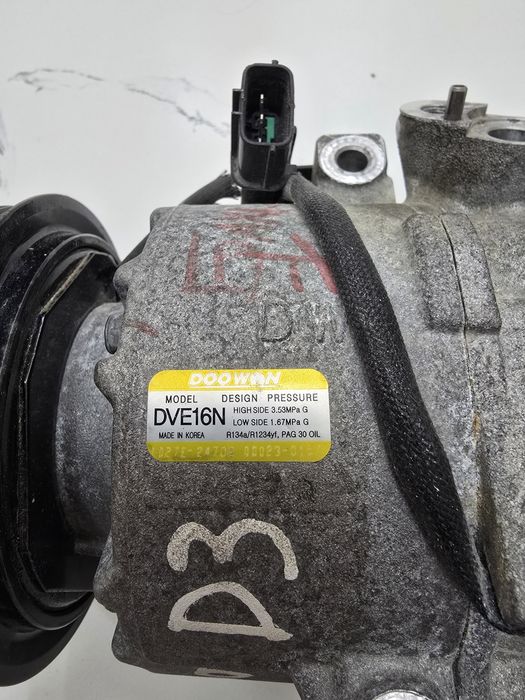 DW
DOOWON
MODEL DESIGN PRESSURE
DVE16N HIGH SIDE 3.53MPa G
LOW SIDE 1.67MPa G
MADE IN KOREA R134a/R1234yf, PAG 30 OIL
D3